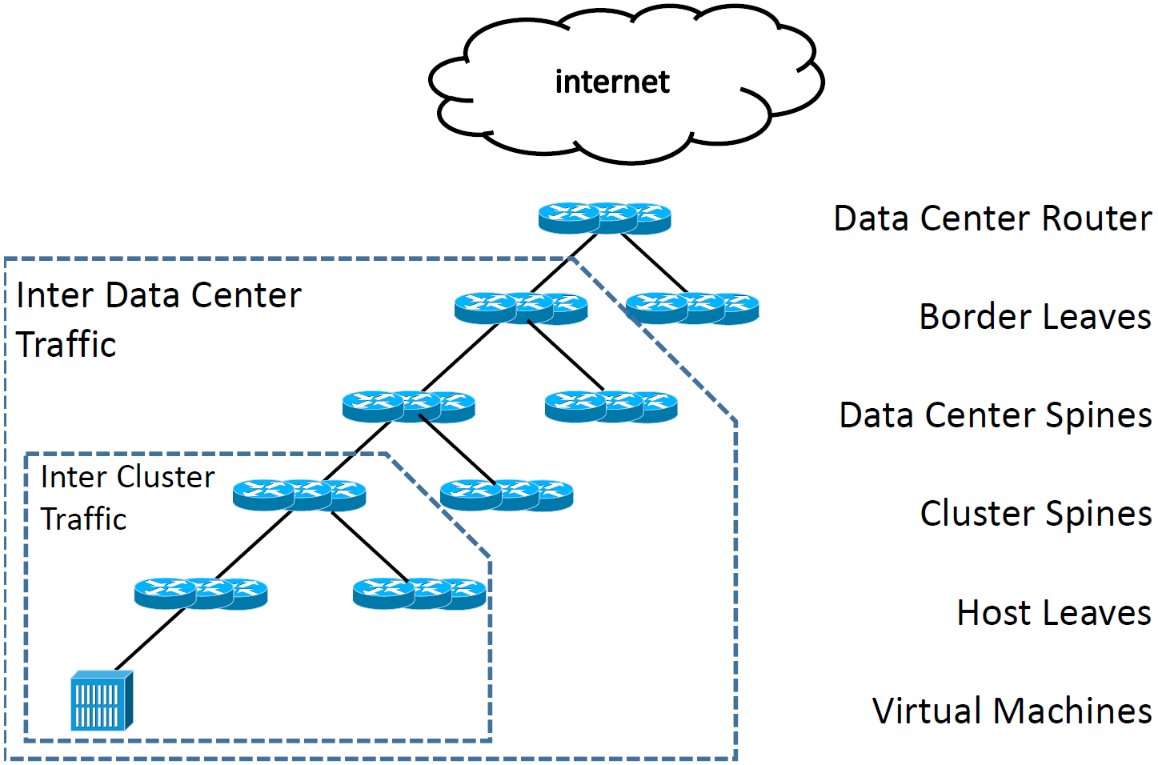 internet
Data Center Router
Inter Data Center
Traffic
Border Leaves
Data Center Spines
Inter Cluster
Traffic
Cluster Spines
Host Leaves
Virtual Machines